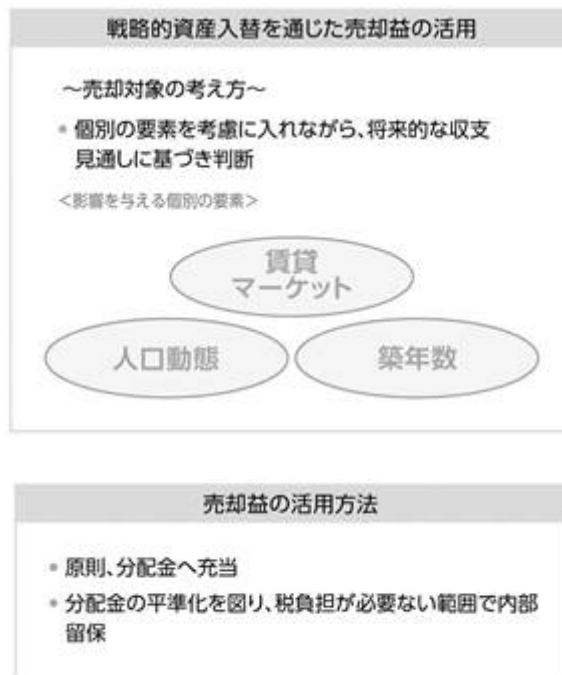 戦略的資産入替を通じた売却益の活用
～売却対象の考え方～
• 個別の要素を考慮に入れながら、将来的な収支
見通しに基づき判断
＜影響を与える個別の要素＞
賃貸
マーケット
人口動態
築年数
売却益の活用方法
• 原則、分配金へ充当
• 分配金の平準化を図り、税負担が必要ない範囲で内部
留保